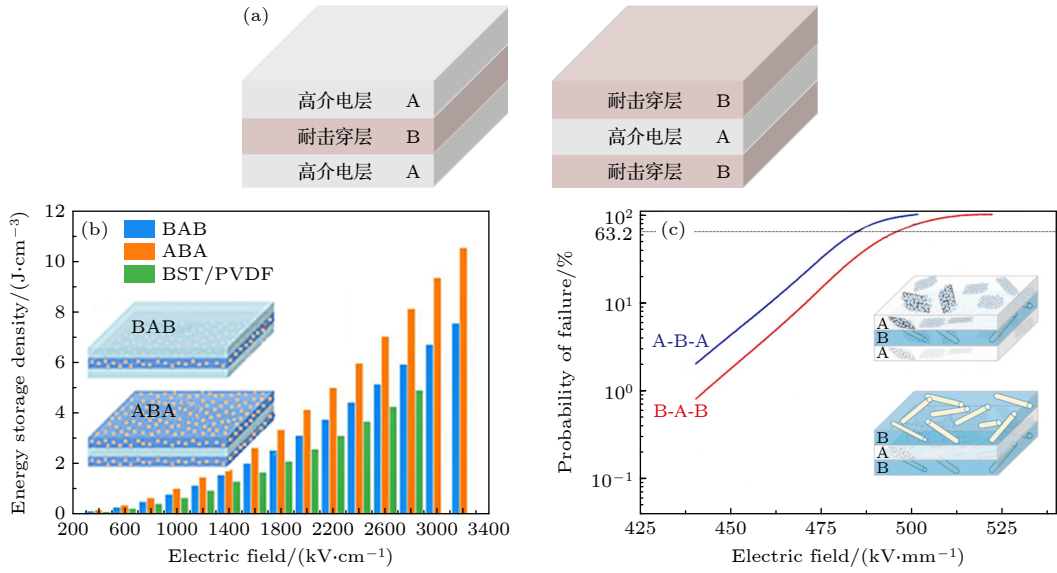 (a)
高介电层 A
耐击穿层 B
高介电层 A
耐击穿层 B
高介电层 A
耐击穿层 B
(b)
BAB
ABA
BST/PVDF
BAB
ABA
Energy storage density/(J·cm⁻³)
12
10
8
6
4
2
0
200 600 1000 1400 1800 2200 2600 3000 3400
Electric field/(kV·cm⁻¹)
(c)
Probability of failure/%
10²
63.2
10¹
10⁰
10⁻¹
A-B-A
B-A-B
A
B
A
B
A
B
425 450 475 500 525
Electric field/(kV·mm⁻¹)